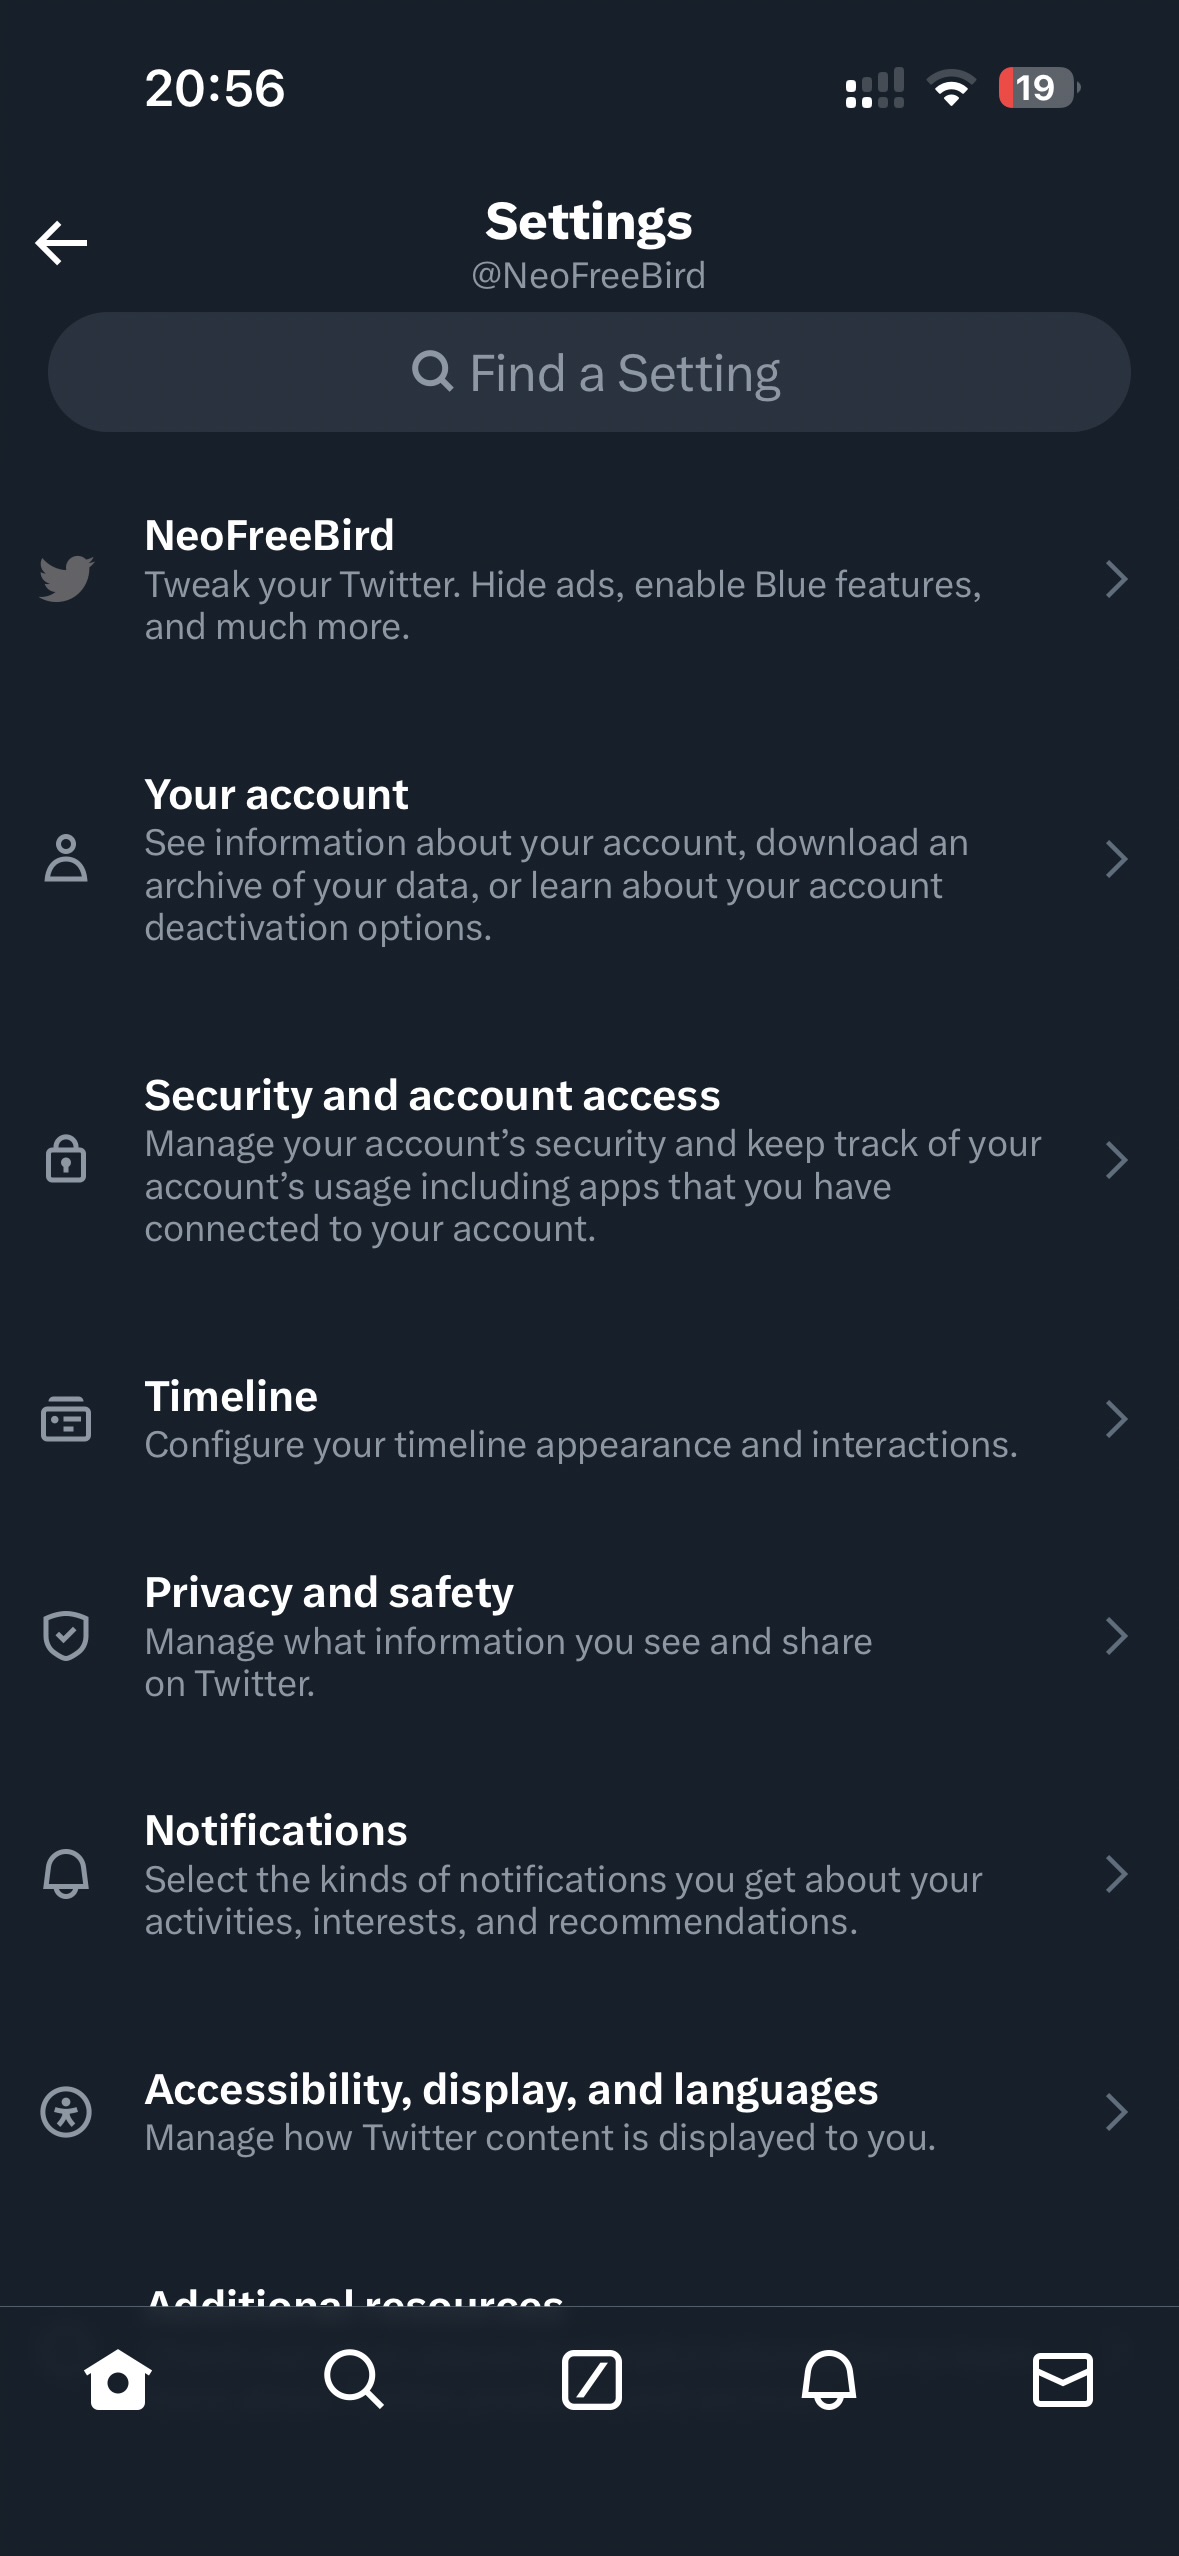 20:56
19
Settings
@NeoFreeBird
Find a Setting
NeoFreeBird
Tweak your Twitter. Hide ads, enable Blue features,
and much more.
Your account
See information about your account, download an
archive of your data, or learn about your account
deactivation options.
Security and account access
Manage your account’s security and keep track of your
account’s usage including apps that you have
connected to your account.
Timeline
Configure your timeline appearance and interactions.
Privacy and safety
Manage what information you see and share
on Twitter.
Notifications
Select the kinds of notifications you get about your
activities, interests, and recommendations.
Accessibility, display, and languages
Manage how Twitter content is displayed to you.
Additional resources